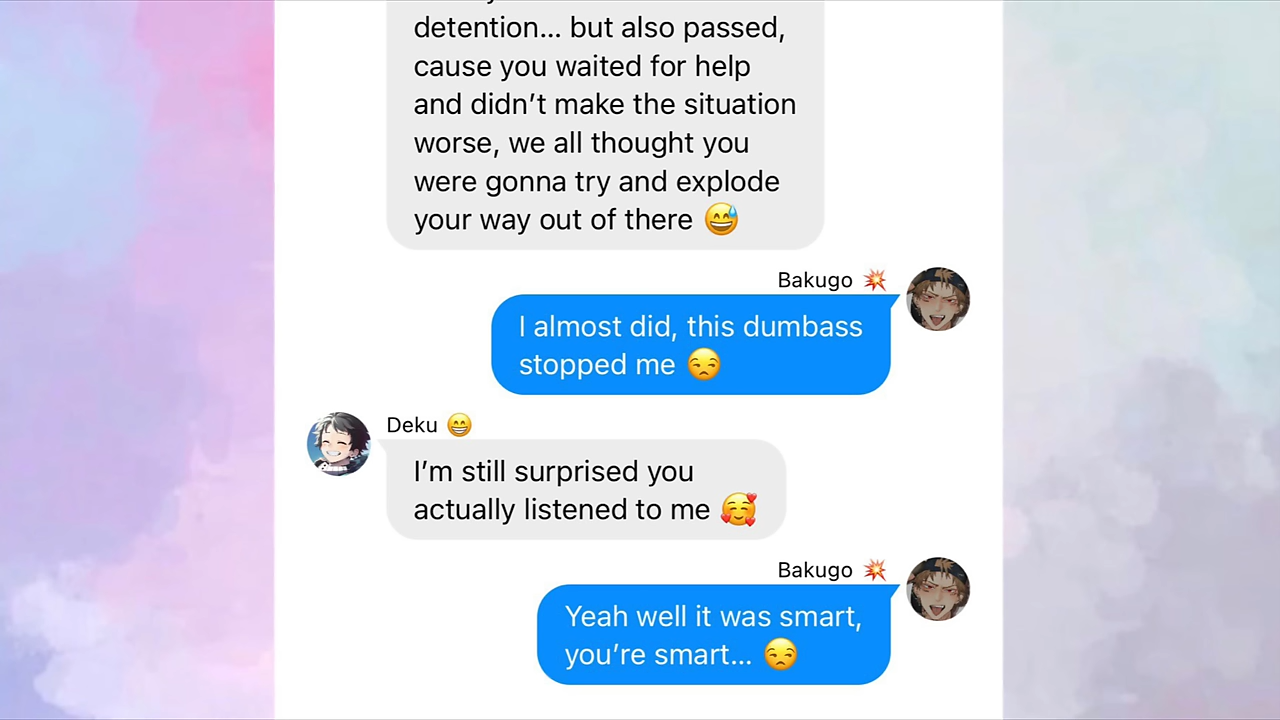 detention... but also passed,
cause you waited for help
and didn’t make the situation
worse, we all thought you
were gonna try and explode
your way out of there 😅
Bakugo 💥
I almost did, this dumbass
stopped me 😒
Deku 😁
I’m still surprised you
actually listened to me 🥰
Bakugo 💥
Yeah well it was smart,
you’re smart... 😒